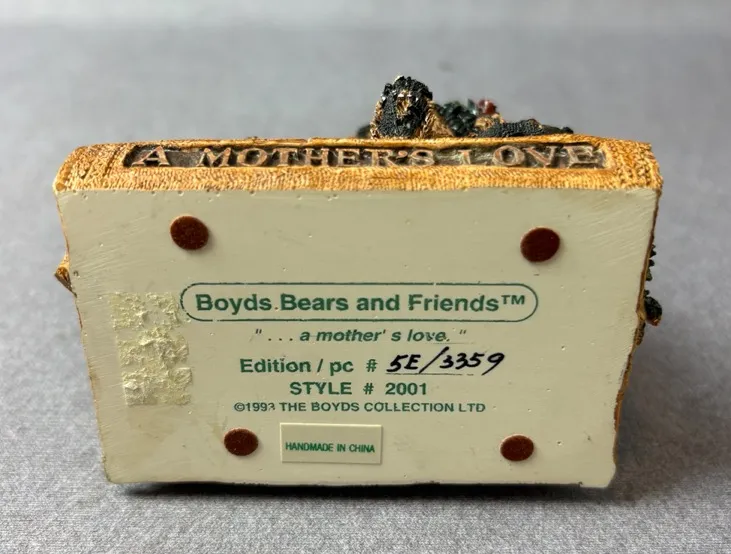 A MOTHER'S LOVE
Boyds Bears and Friends™
"... a mother's love. "
Edition / pc # 5E/3359
STYLE # 2001
©1993 THE BOYDS COLLECTION LTD
HANDMADE IN CHINA